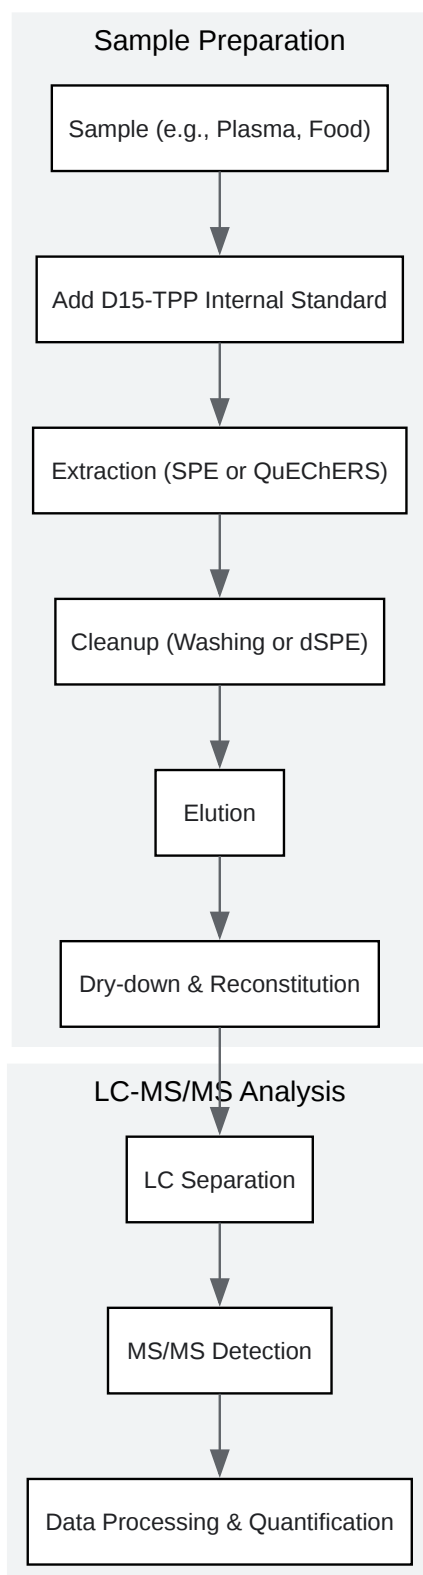 Sample Preparation
Sample (e.g., Plasma, Food)
Add D15-TPP Internal Standard
Extraction (SPE or QuEChERS)
Cleanup (Washing or dSPE)
Elution
Dry-down & Reconstitution
LC-MS/MS Analysis
LC Separation
MS/MS Detection
Data Processing & Quantification